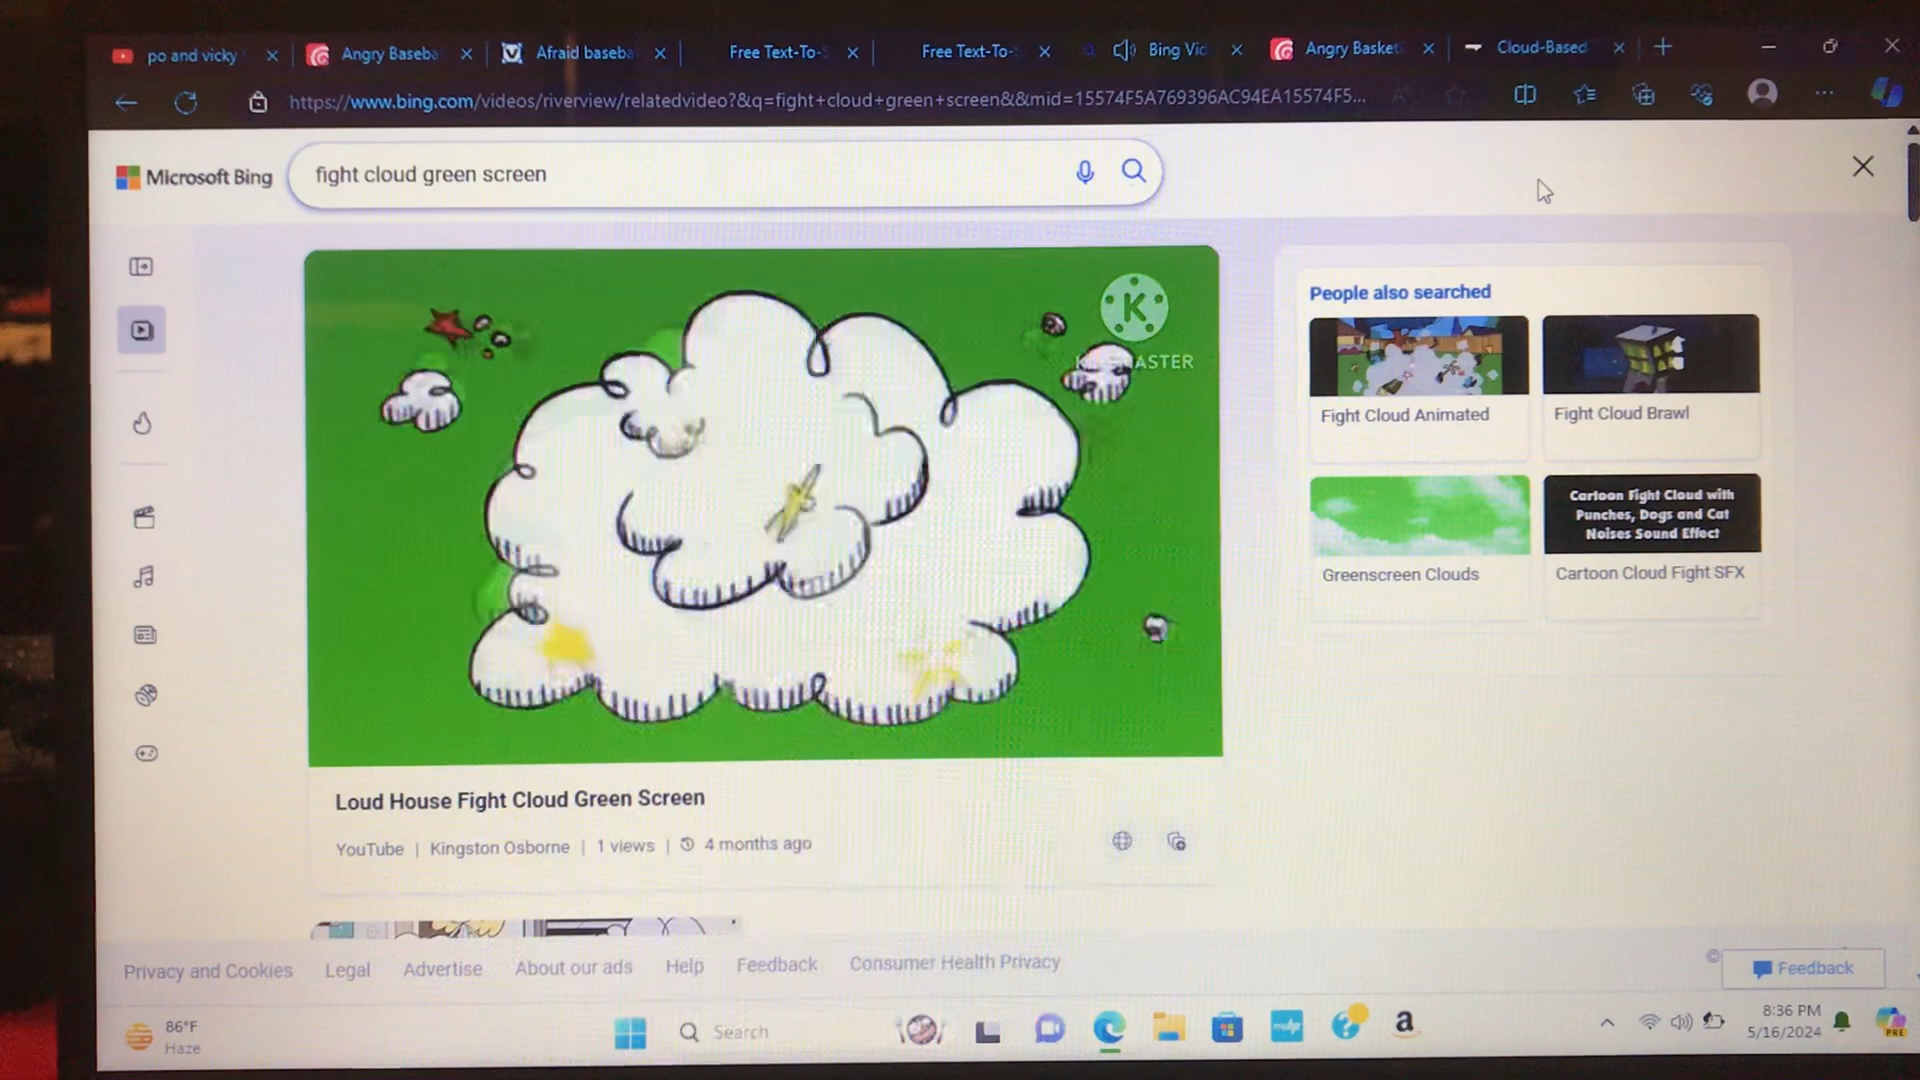 po and vicky
Angry Baseba
Afraid baseba
Free Text-To-S
Free Text-To-S
Bing Vic
Angry Basket
Cloud-Based
https://www.bing.com/videos/riverview/relatedvideo?&q=fight+cloud+green+screen&&mid=15574F5A769396AC94EA15574F5...
Microsoft Bing
fight cloud green screen
K
ASTER
People also searched
Fight Cloud Animated
Fight Cloud Brawl
Cartoon Fight Cloud with
Punches, Dogs and Cat
Noises Sound Effect
Greenscreen Clouds
Cartoon Cloud Fight SFX
Loud House Fight Cloud Green Screen
YouTube | Kingston Osborne | 1 views | 4 months ago
Privacy and Cookies
Legal
Advertise
About our ads
Help
Feedback
Consumer Health Privacy
Feedback
86°F
Haze
Search
a
8:36 PM
5/16/2024
PRE